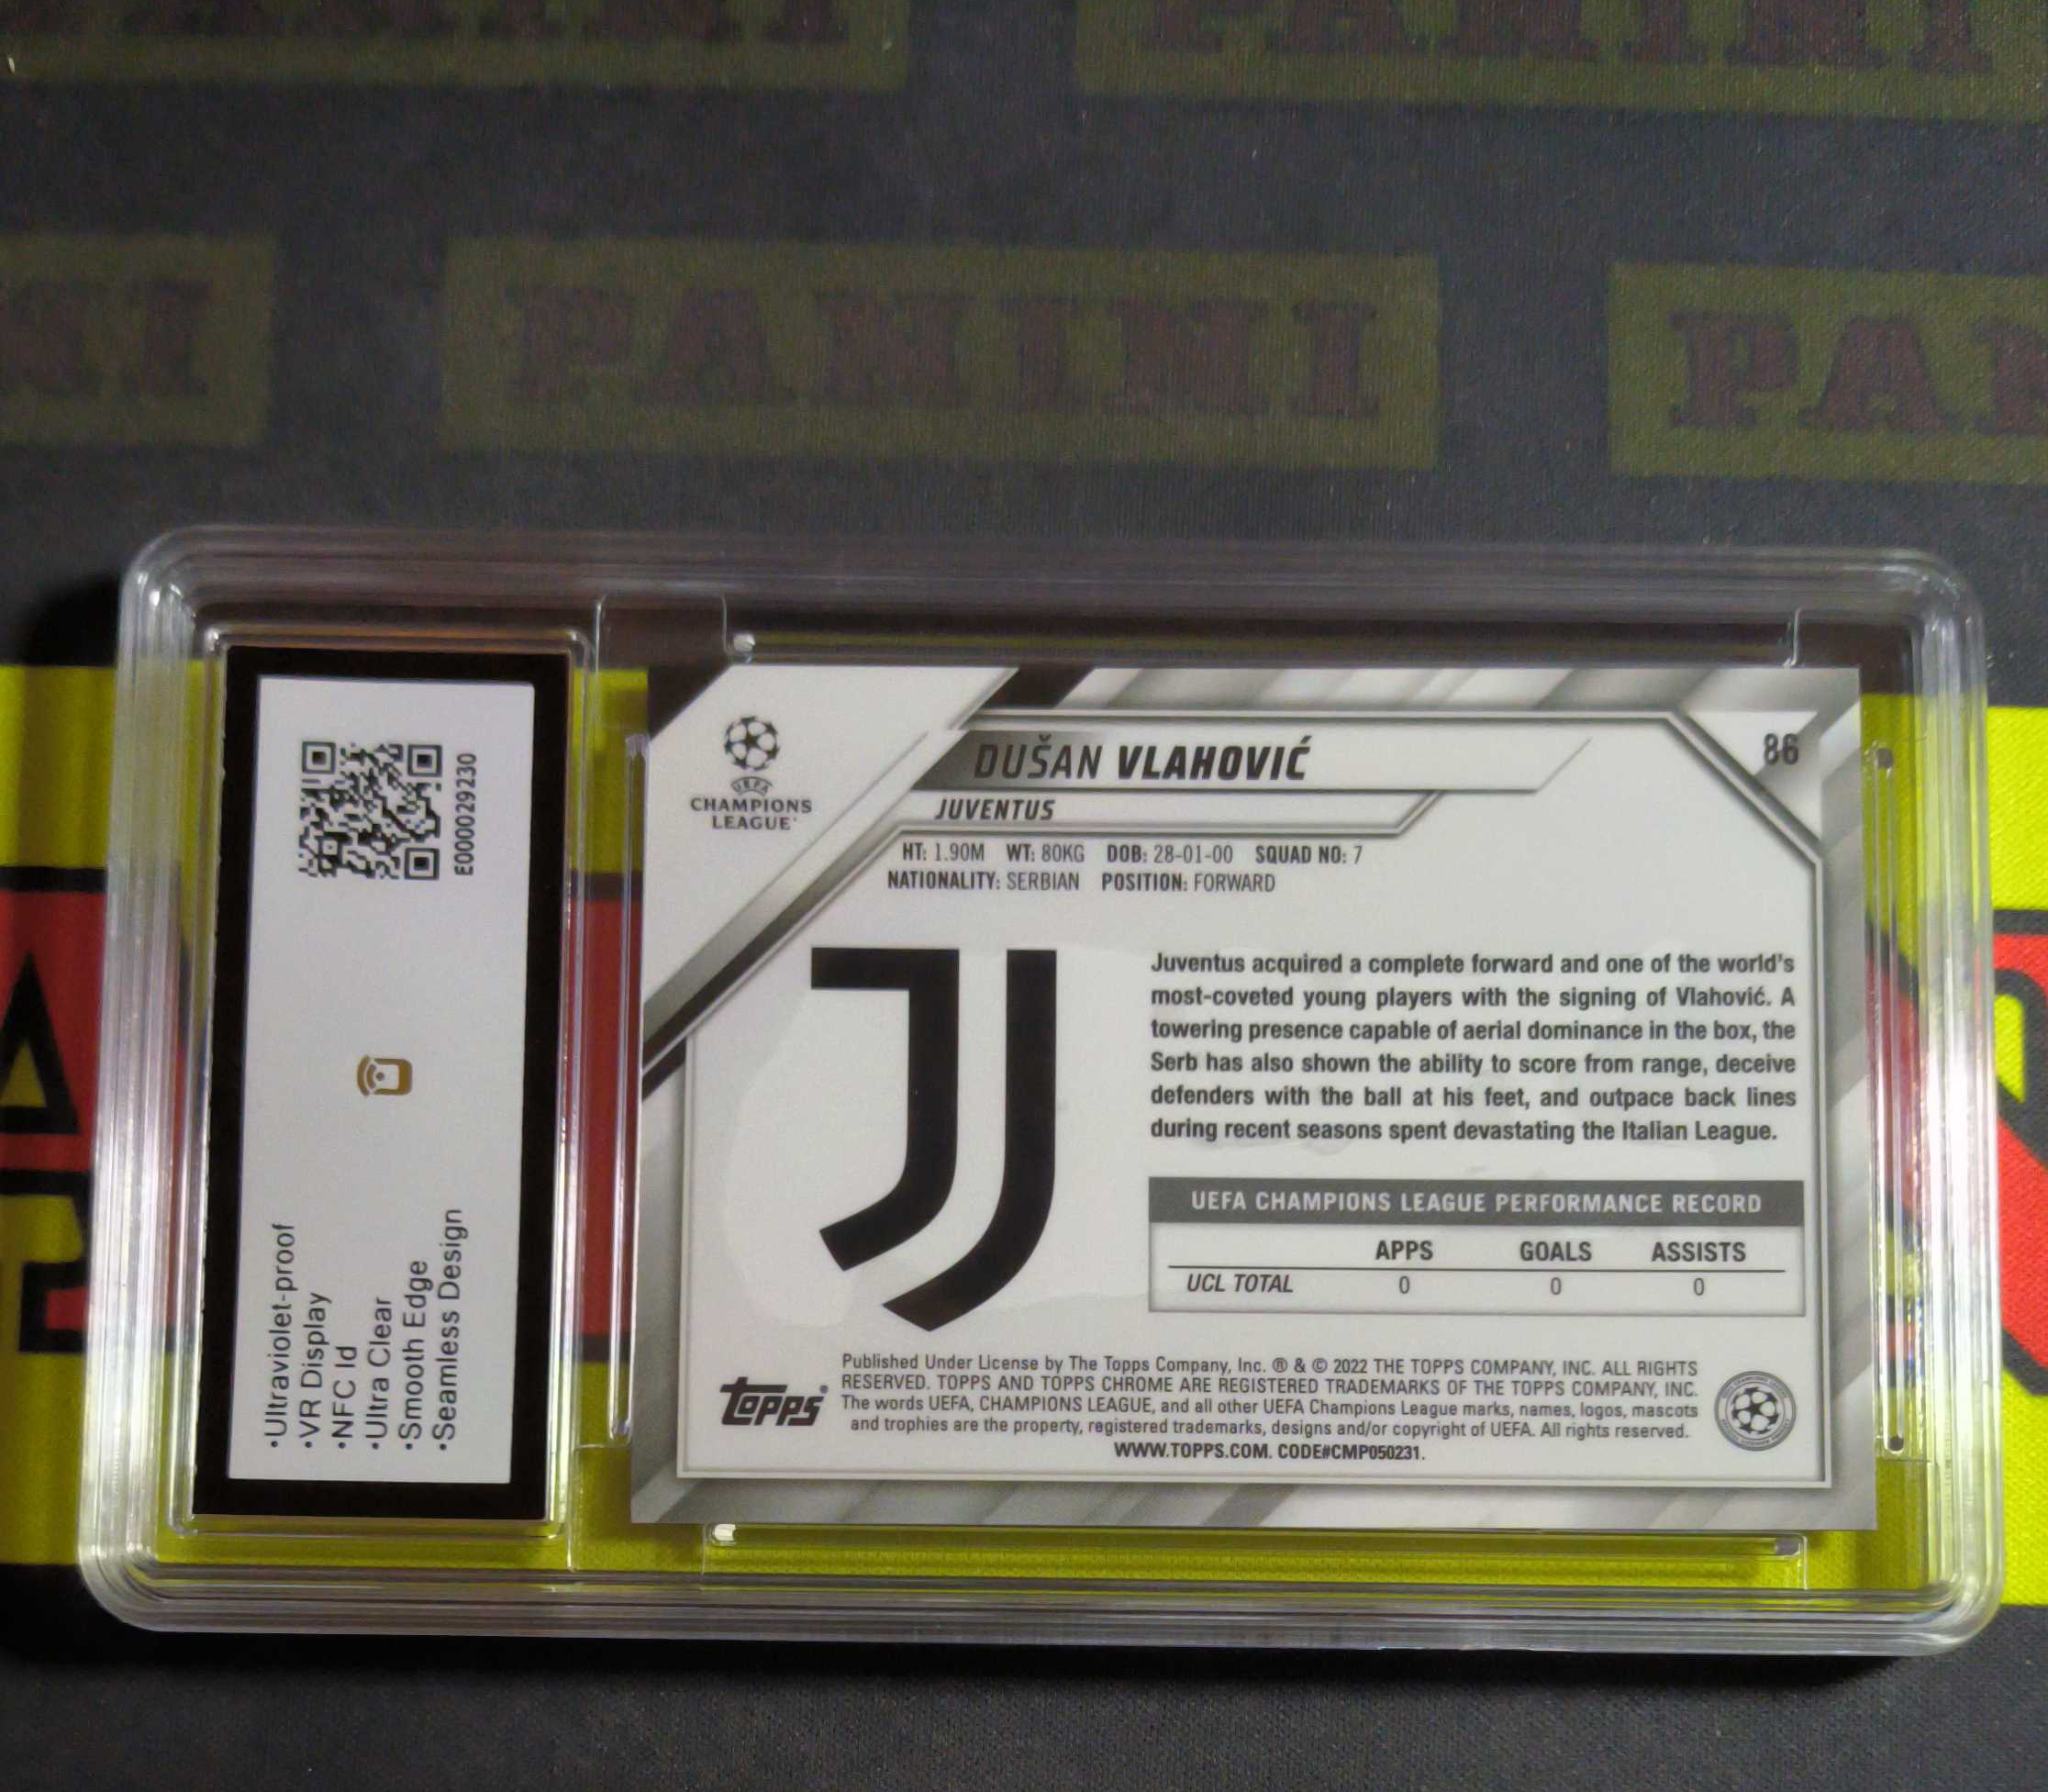 PANINI
PANINI
PANINI
UEFA
CHAMPIONS
LEAGUE
DUŠAN VLAHOVIĆ
86
JUVENTUS
HT: 1.90M WT: 80KG DOB: 28-01-00 SQUAD NO: 7
NATIONALITY: SERBIAN POSITION: FORWARD
Juventus acquired a complete forward and one of the world's
most-coveted young players with the signing of Vlahović. A
towering presence capable of aerial dominance in the box, the
Serb has also shown the ability to score from range, deceive
defenders with the ball at his feet, and outpace back lines
during recent seasons spent devastating the Italian League.
UEFA CHAMPIONS LEAGUE PERFORMANCE RECORD
APPS GOALS ASSISTS
UCL TOTAL 0 0 0
topps
Published Under License by The Topps Company, Inc. ® & © 2022 THE TOPPS COMPANY, INC. ALL RIGHTS
RESERVED. TOPPS AND TOPPS CHROME ARE REGISTERED TRADEMARKS OF THE TOPPS COMPANY, INC.
The words UEFA, CHAMPIONS LEAGUE, and all other UEFA Champions League marks, names, logos, mascots
and trophies are the property, registered trademarks, designs and/or copyright of UEFA. All rights reserved.
WWW.TOPPS.COM. CODE#CMP050231.
•Ultraviolet-proof
•VR Display
•NFC Id
•Ultra Clear
•Smooth Edge
•Seamless Design
E0000029230